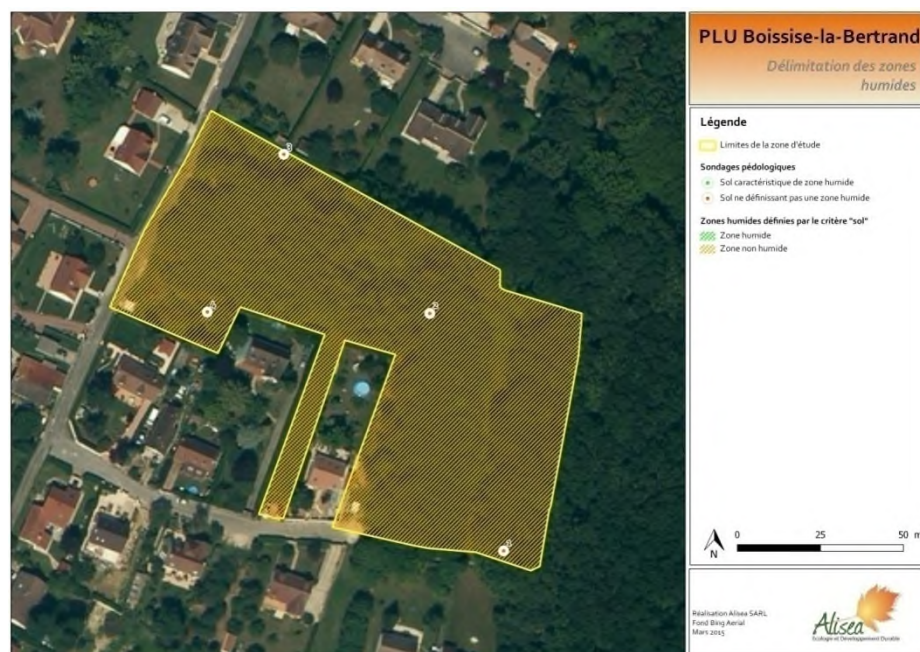 PLU Boissise-la-Bertrand
Délimitation des zones
humides
Légende
Limites de la zone d'étude
Sondages pédologiques
Sol caractéristique de zone humide
Sol ne définissant pas une zone humide
Zones humides définies par le critère "sol"
Zone humide
Zone non humide
N
0 25 50 m
Réalisation Alisea SARL
Fond Bing Aerial
Mars 2015
Alisea
Ecologie et Développement Durable
3